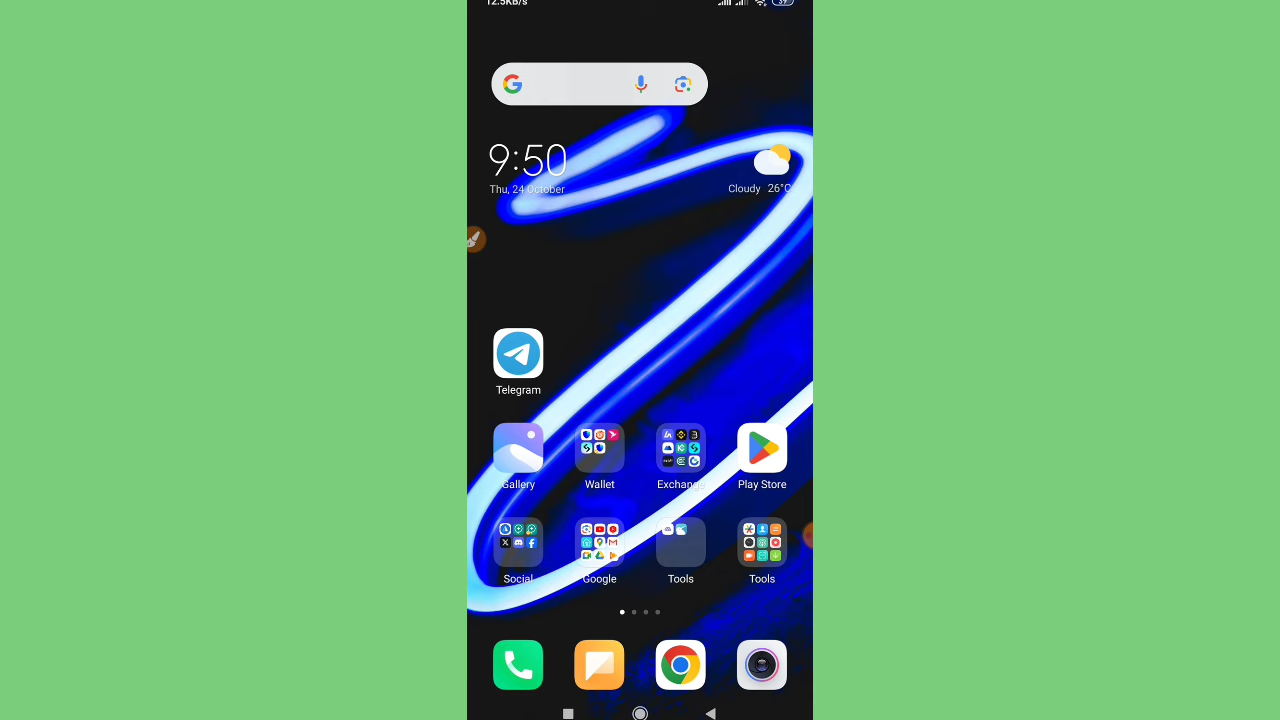 12.5KB/s
39
9:50
Thu, 24 October
Cloudy 26°C
Telegram
Gallery
Wallet
Exchange
Play Store
Social
Google
Tools
Tools